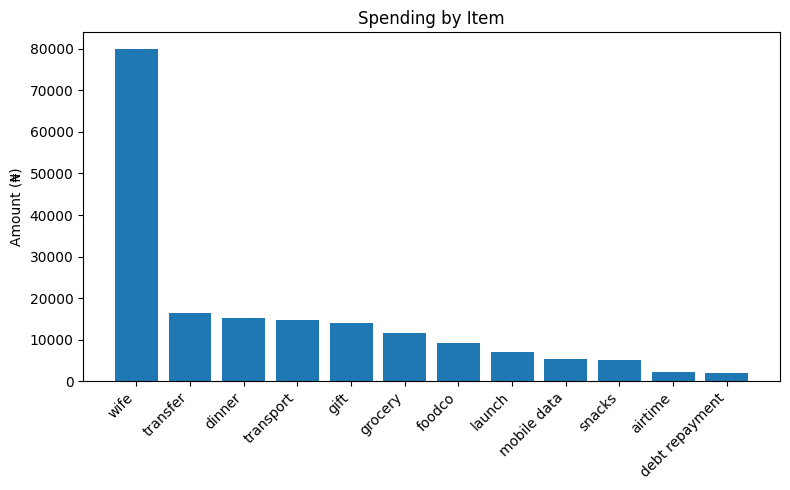 Spending by Item
Amount (₦)
80000
70000
60000
50000
40000
30000
20000
10000
0
wife
transfer
dinner
transport
gift
grocery
foodco
launch
mobile data
snacks
airtime
debt repayment